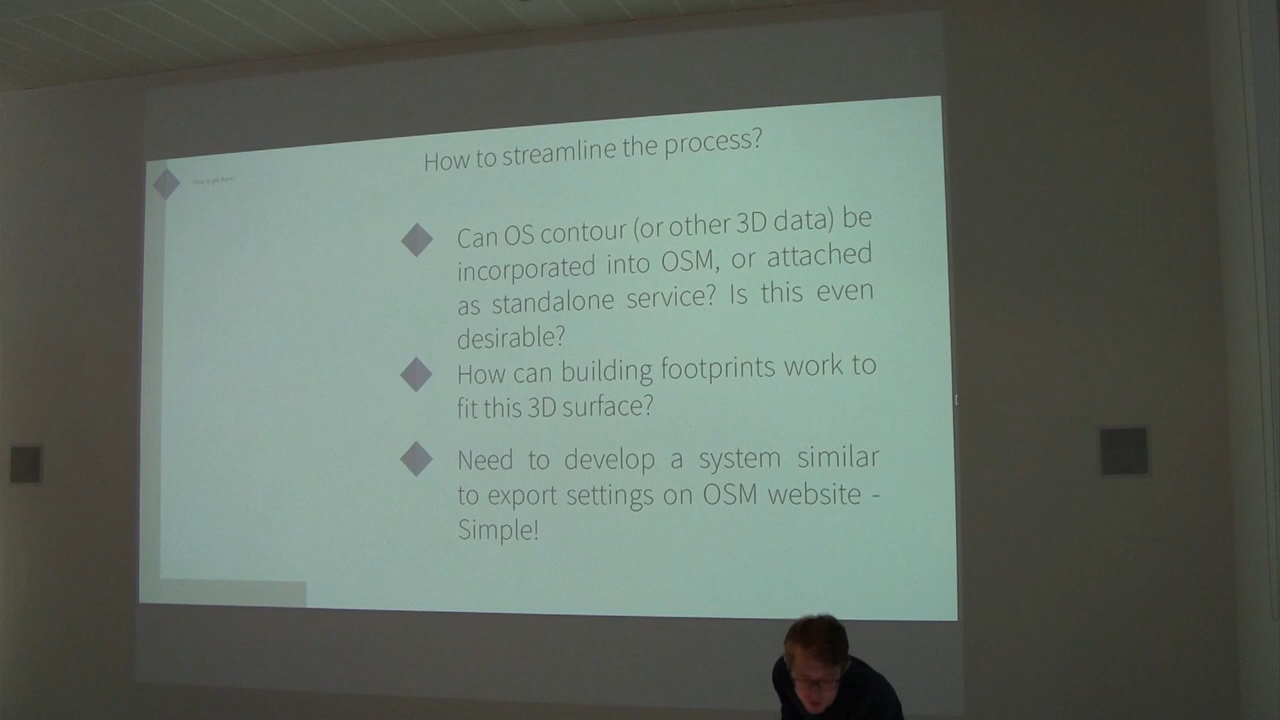 How to streamline the process?
Can OS contour (or other 3D data) be
incorporated into OSM, or attached
as standalone service? Is this even
desirable?
How can building footprints work to
fit this 3D surface?
Need to develop a system similar
to export settings on OSM website -
Simple!